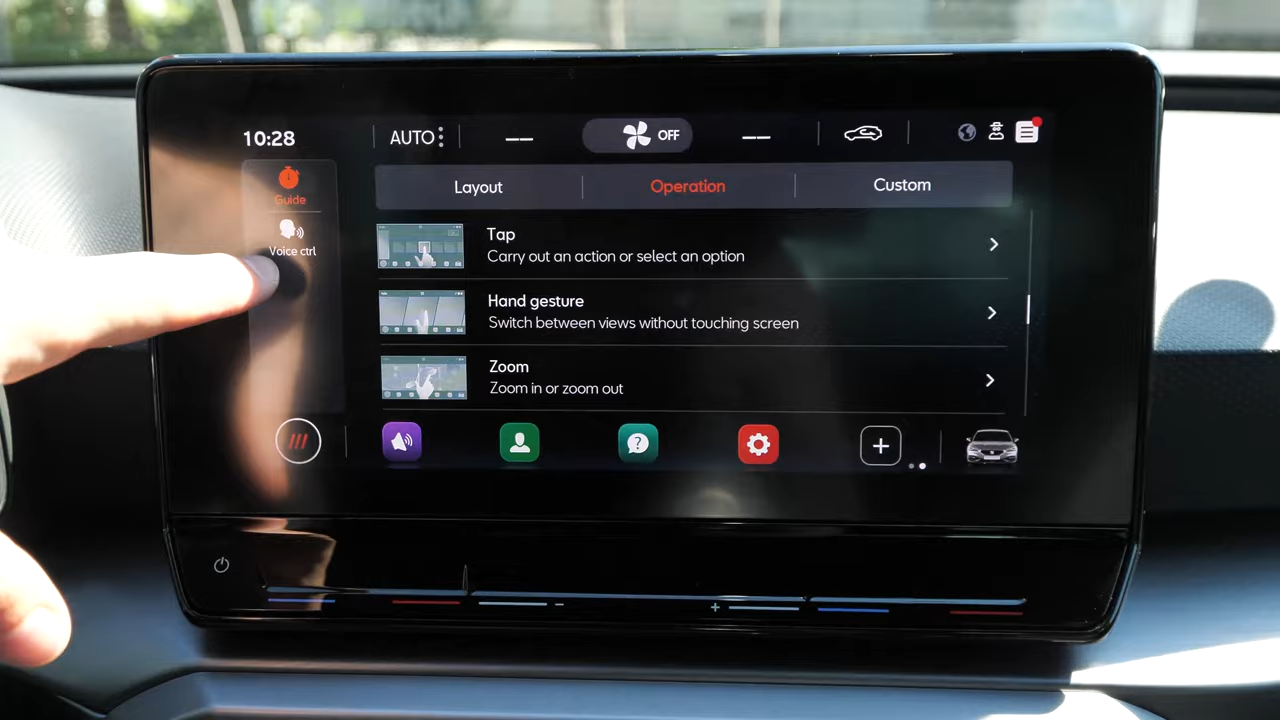 10:28
AUTO
OFF
Guide
Voice ctrl
Layout
Operation
Custom
Tap
Carry out an action or select an option
Hand gesture
Switch between views without touching screen
Zoom
Zoom in or zoom out